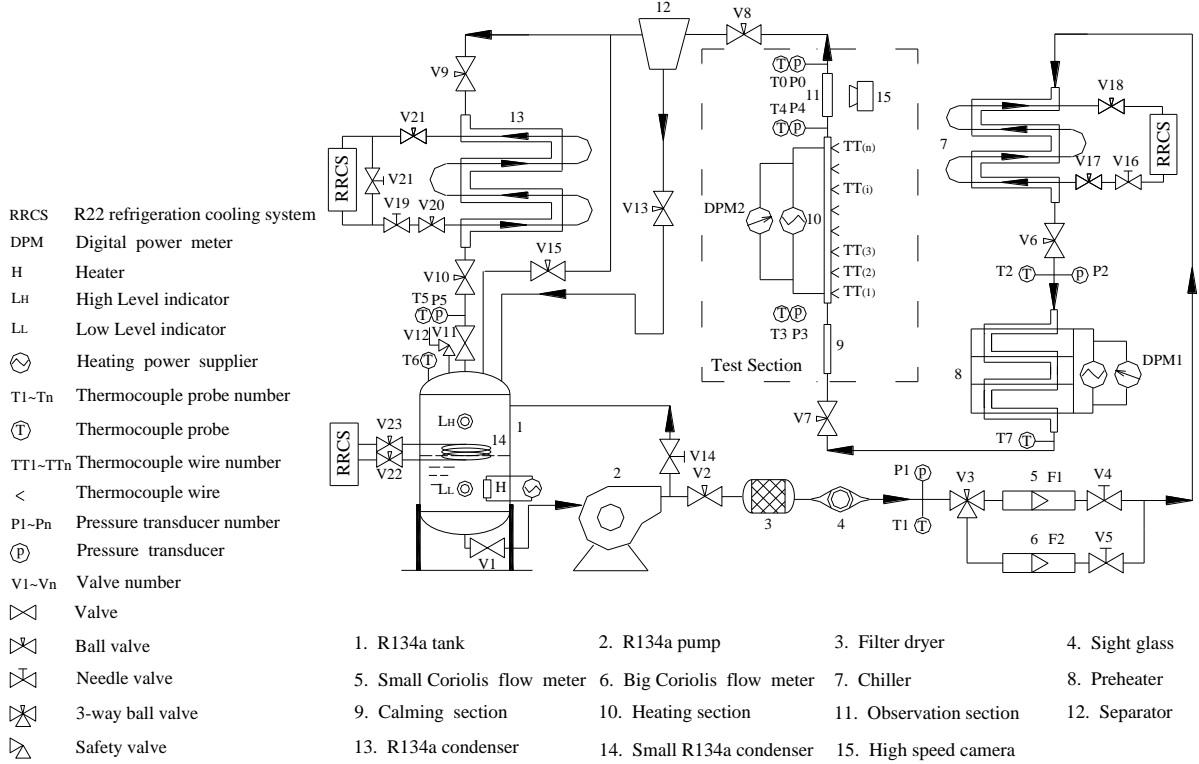 12
V8
V9
T P
T0 P0
11
15
T4 P4
T P
V18
7
RRCS
V17 V16
V21
13
RRCS
V21
V19 V20
TT(n)
TT(i)
DPM2
10
TT(3)
TT(2)
TT(1)
V13
V15
V10
V6
T2 T P P2
T5 P5
T P
V12 V11
T6 T
T P
T3 P3
9
Test Section
DPM1
8
V7
T7 T
RRCS R22 refrigeration cooling system
DPM Digital power meter
H Heater
LH High Level indicator
LL Low Level indicator
Heating power supplier
T1~Tn Thermocouple probe number
T Thermocouple probe
TT1~TTn Thermocouple wire number
< Thermocouple wire
P1~Pn Pressure transducer number
P Pressure transducer
V1~Vn Valve number
Valve
Ball valve
Needle valve
3-way ball valve
Safety valve
LH
1
RRCS
V23
V22
14
LL
H
V14
2
V2
V1
3
4
P1 P
T1 T
V3
5 F1
V4
6 F2
V5
1. R134a tank
2. R134a pump
3. Filter dryer
4. Sight glass
5. Small Coriolis flow meter
6. Big Coriolis flow meter
7. Chiller
8. Preheater
9. Calming section
10. Heating section
11. Observation section
12. Separator
13. R134a condenser
14. Small R134a condenser
15. High speed camera